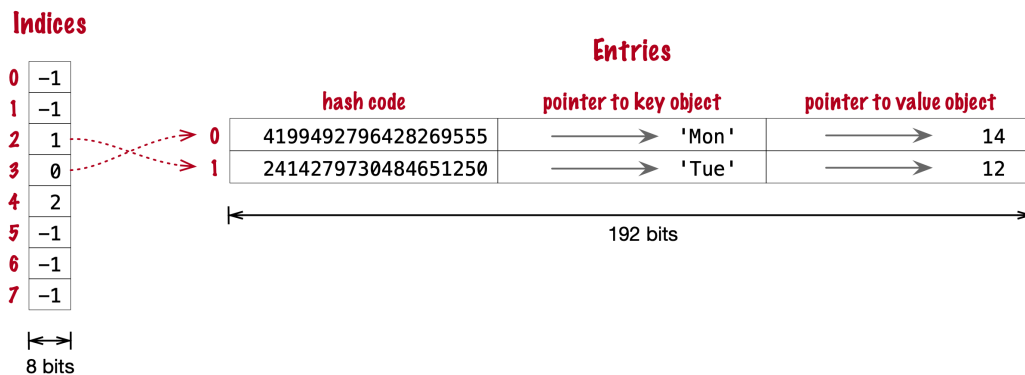 Indices
Entries
hash code pointer to key object pointer to value object
0 -1
1 -1
2 1
3 0
4 2
5 -1
6 -1
7 -1
0 4199492796428269555 'Mon' 14
1 2414279730484651250 'Tue' 12
192 bits
8 bits